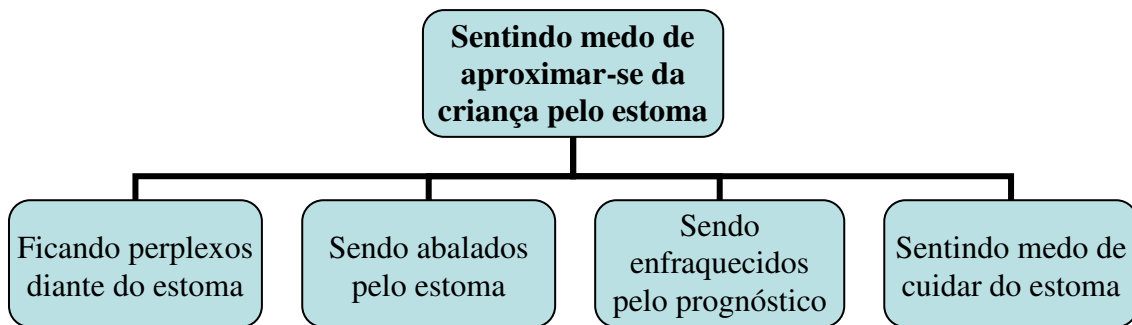 Sentindo medo de
aproximar-se da
criança pelo estoma
Ficando perplexos
diante do estoma
Sendo abalados
pelo estoma
Sendo
enfraquecidos
pelo prognóstico
Sentindo medo de
cuidar do estoma